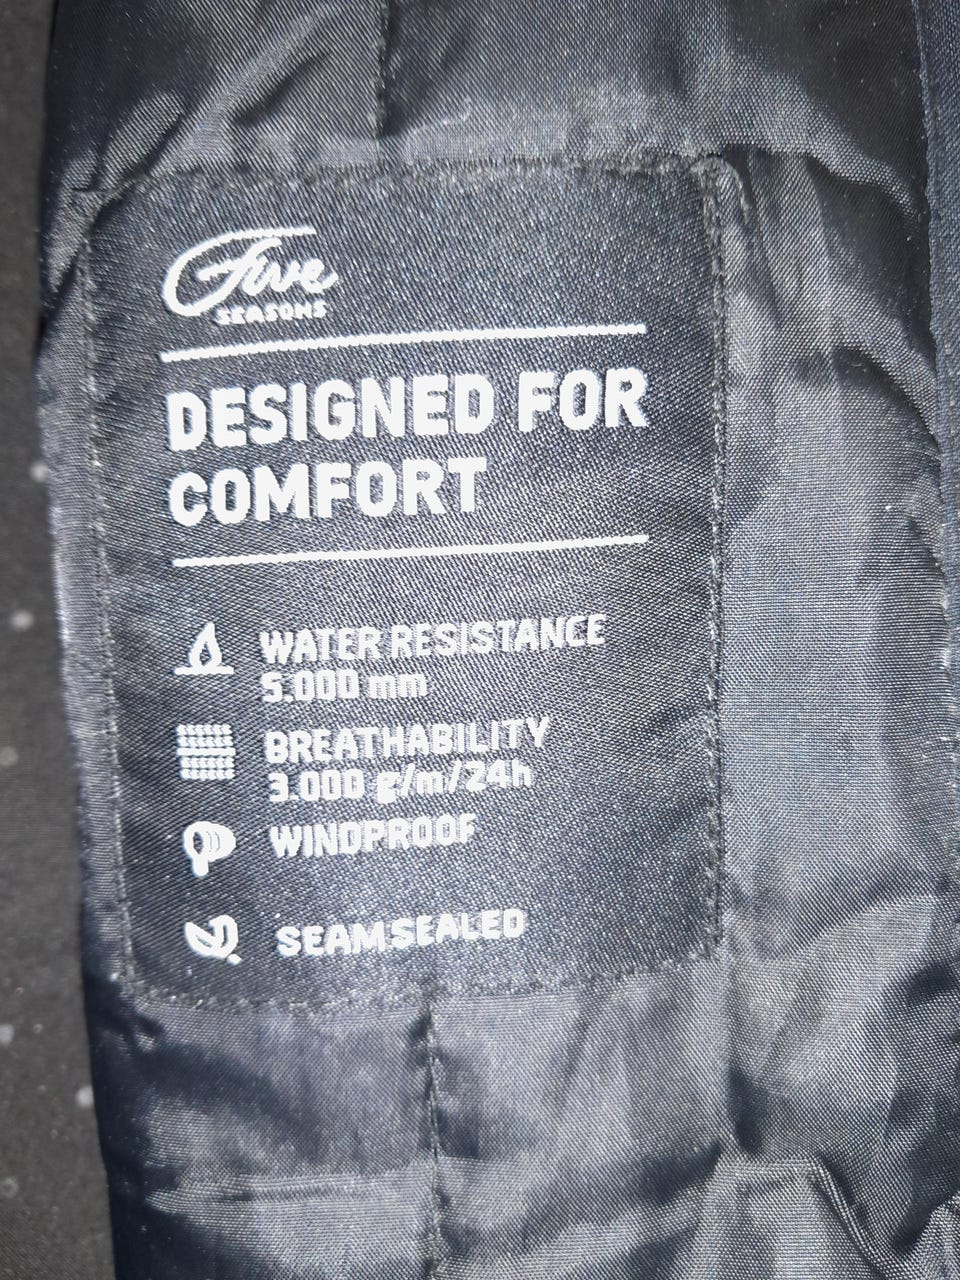 Five
SEASONS
DESIGNED FOR
COMFORT
WATER RESISTANCE
5.000 mm
BREATHABILITY
3.000 g/m/24h
WINDPROOF
SEAMSEALED